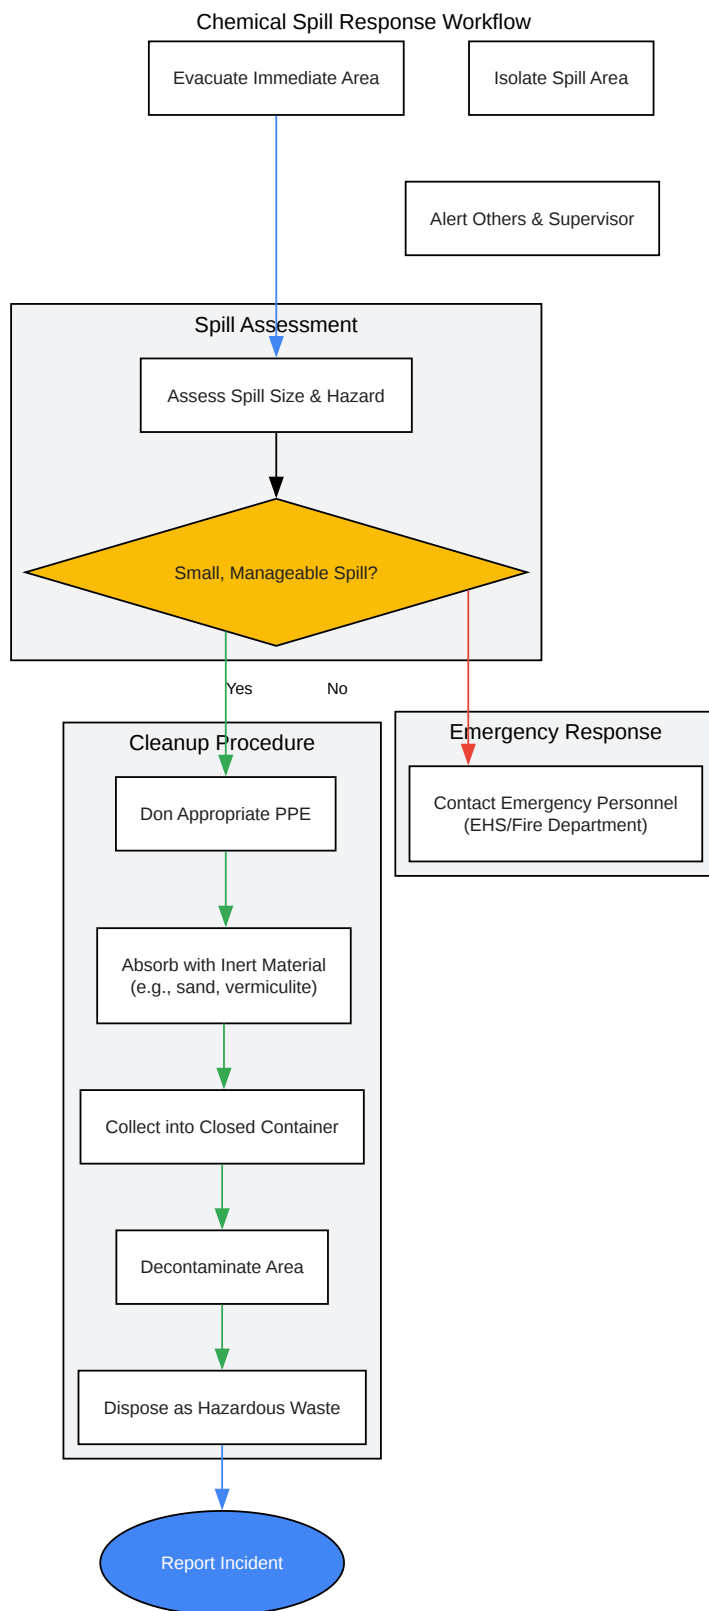 Chemical Spill Response Workflow
Evacuate Immediate Area
Isolate Spill Area
Alert Others & Supervisor
Spill Assessment
Assess Spill Size & Hazard
Small, Manageable Spill?
Yes
No
Cleanup Procedure
Emergency Response
Don Appropriate PPE
Contact Emergency Personnel
(EHS/Fire Department)
Absorb with Inert Material
(e.g., sand, vermiculite)
Collect into Closed Container
Decontaminate Area
Dispose as Hazardous Waste
Report Incident